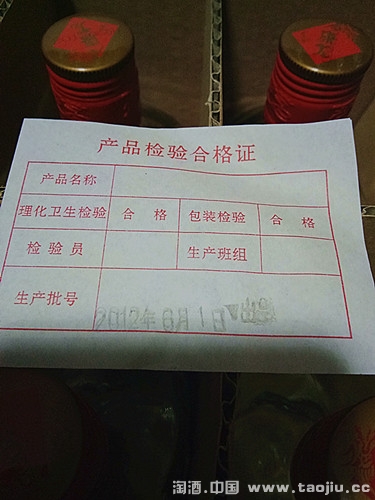 产品检验合格证
产品名称
理化卫生检验 合格 包装检验 合格
检验员 生产班组
生产批号
2012年8月1日
淘酒.中国 www.taojiu.cc